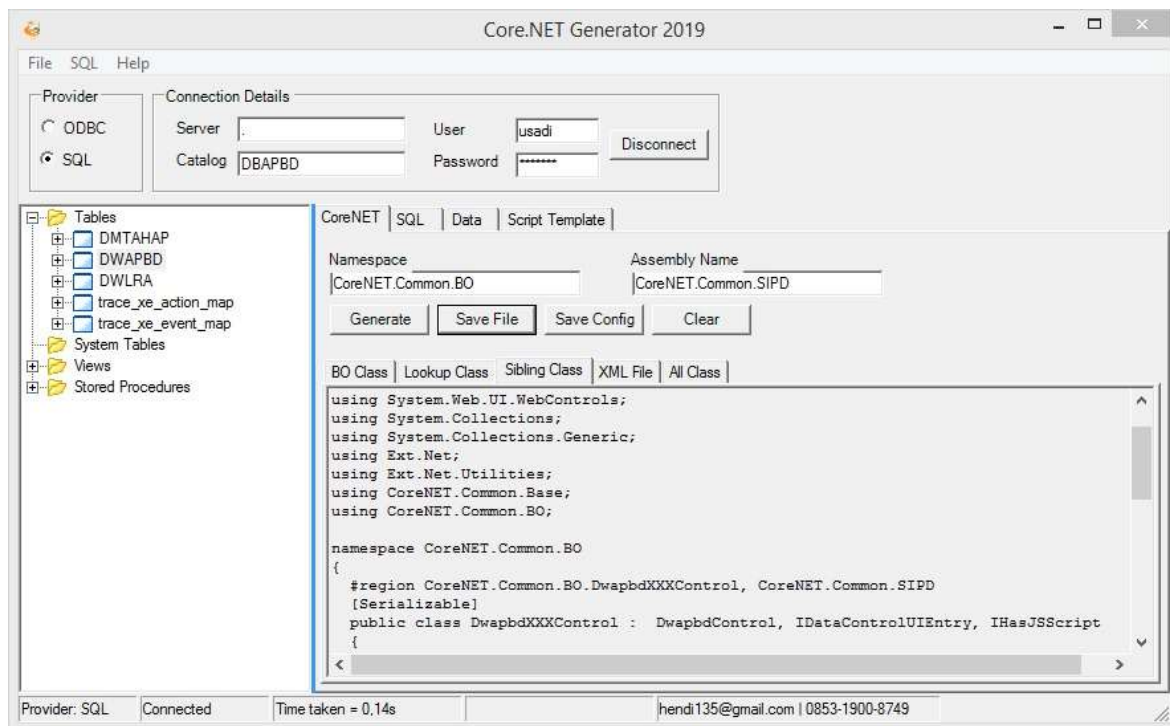 Core.NET Generator 2019
File SQL Help
Provider
Connection Details
ODBC
Server .
User usadi
Disconnect
SQL
Catalog DBAPBD
Password *******
Tables
DMTAHAP
DWAPBD
DWLRA
trace_xe_action_map
trace_xe_event_map
System Tables
Views
Stored Procedures
CoreNET SQL Data Script Template
Namespace
Assembly Name
CoreNET.Common.BO
CoreNET.Common.SIPD
Generate Save File Save Config Clear
BO Class Lookup Class Sibling Class XML File All Class
using System.Web.UI.WebControls;
using System.Collections;
using System.Collections.Generic;
using Ext.Net;
using Ext.Net.Utilities;
using CoreNET.Common.Base;
using CoreNET.Common.BO;
namespace CoreNET.Common.BO
{
#region CoreNET.Common.BO.DwapbdXXXControl, CoreNET.Common.SIPD
[Serializable]
public class DwapbdXXXControl : DwapbdControl, IDataControlUIEntry, IHasJSScript
{
Provider: SQL Connected Time taken = 0,14s hendi135@gmail.com | 0853-1900-8749